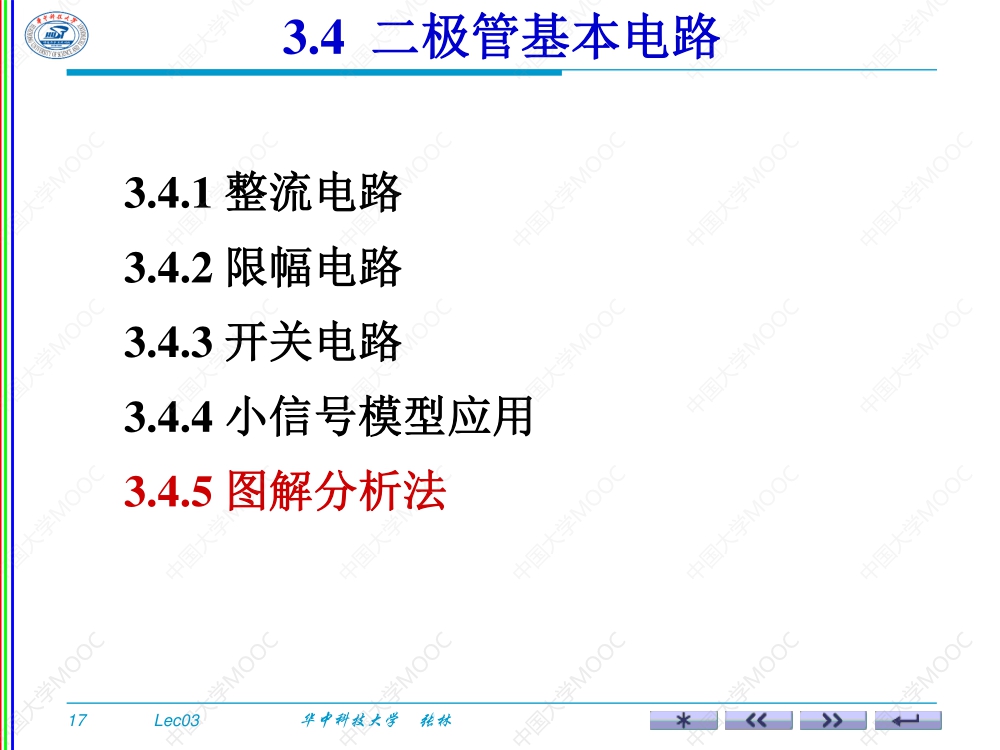 3.4 二极管基本电路
3.4.1 整流电路
3.4.2 限幅电路
3.4.3 开关电路
3.4.4 小信号模型应用
3.4.5 图解分析法
17 Lec03 华中科技大学 张林
中国大学MOOC